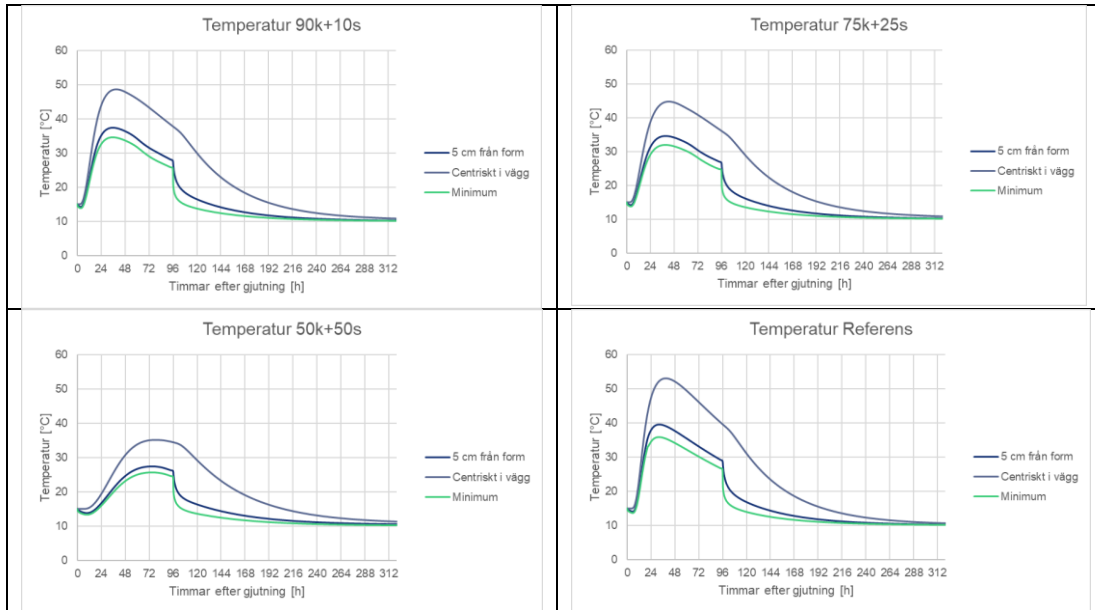 Temperatur 90k+10s
60
50
40
30
20
10
0
Temperatur [°C]
0 24 48 72 96 120 144 168 192 216 240 264 288 312
Timmar efter gjutning [h]
5 cm från form
Centriskt i vägg
Minimum
Temperatur 75k+25s
60
50
40
30
20
10
0
Temperatur [°C]
0 24 48 72 96 120 144 168 192 216 240 264 288 312
Timmar efter gjutning [h]
5 cm från form
Centriskt i vägg
Minimum
Temperatur 50k+50s
60
50
40
30
20
10
0
Temperatur [°C]
0 24 48 72 96 120 144 168 192 216 240 264 288 312
Timmar efter gjutning [h]
5 cm från form
Centriskt i vägg
Minimum
Temperatur Referens
60
50
40
30
20
10
0
Temperatur [°C]
0 24 48 72 96 120 144 168 192 216 240 264 288 312
Timmar efter gjutning [h]
5 cm från form
Centriskt i vägg
Minimum